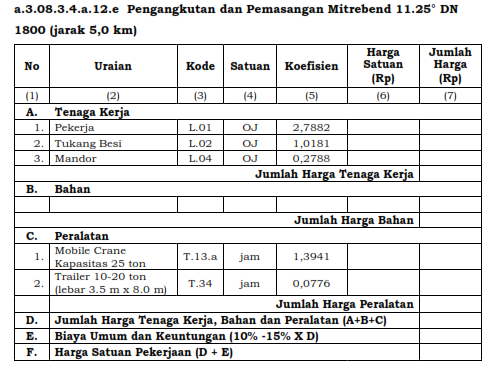 a.3.08.3.4.a.12.e Pengangkutan dan Pemasangan Mitrebend 11.25° DN
1800 (jarak 5,0 km)
No Uraian Kode Satuan Koefisien Harga Satuan (Rp) Jumlah Harga (Rp)
(1) (2) (3) (4) (5) (6) (7)
A. Tenaga Kerja
1. Pekerja L.01 OJ 2,7882
2. Tukang Besi L.02 OJ 1,0181
3. Mandor L.04 OJ 0,2788
Jumlah Harga Tenaga Kerja
B. Bahan
Jumlah Harga Bahan
C. Peralatan
1. Mobile Crane Kapasitas 25 ton T.13.a jam 1,3941
2. Trailer 10-20 ton (lebar 3.5 m x 8.0 m) T.34 jam 0,0776
Jumlah Harga Peralatan
D. Jumlah Harga Tenaga Kerja, Bahan dan Peralatan (A+B+C)
E. Biaya Umum dan Keuntungan (10% -15% X D)
F. Harga Satuan Pekerjaan (D + E)